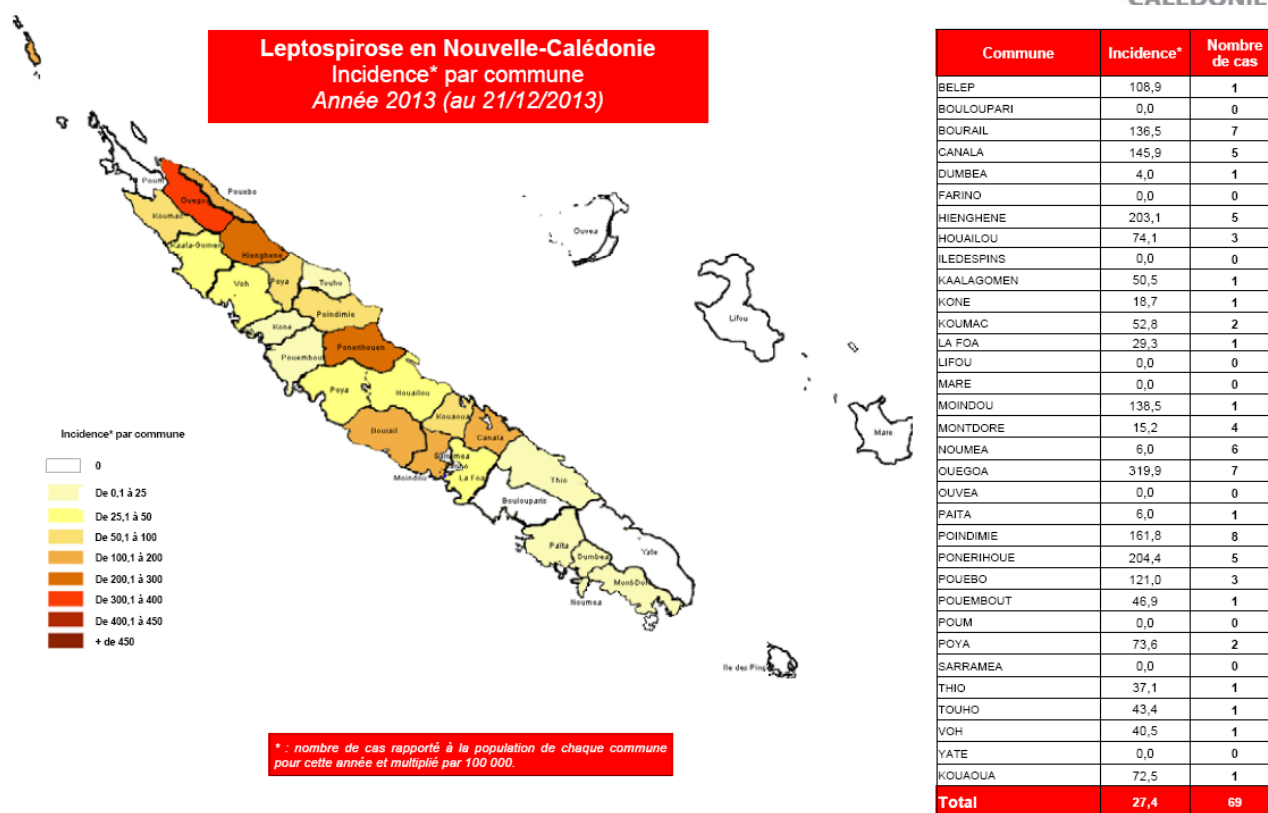 CALEDONIE
Leptospirose en Nouvelle-Calédonie
Incidence* par commune
Année 2013 (au 21/12/2013)
Poum
Pouebo
Ouegoa
Koumac
Kaala-Gomen
Hienghene
Voh
Poya
Touho
Poindimie
Kone
Ponerihouen
Pouembout
Poya
Houailou
Kouaoua
Bourail
Canala
Sarramea
Moindou
La Foa
Thio
Boulouparis
Païta
Dumbea
Yate
Mont-Dore
Noumea
Ile des Pins
Ouvea
Lifou
Mare
Incidence* par commune
0
De 0,1 à 25
De 25,1 à 50
De 50,1 à 100
De 100,1 à 200
De 200,1 à 300
De 300,1 à 400
De 400,1 à 450
+ de 450
* : nombre de cas rapporté à la population de chaque commune
pour cette année et multiplié par 100 000.
Commune Incidence* Nombre de cas
BELEP 108,9 1
BOULOUPARI 0,0 0
BOURAIL 136,5 7
CANALA 145,9 5
DUMBEA 4,0 1
FARINO 0,0 0
HIENGHENE 203,1 5
HOUAILOU 74,1 3
ILEDESPINS 0,0 0
KAALAGOMEN 50,5 1
KONE 18,7 1
KOUMAC 52,8 2
LA FOA 29,3 1
LIFOU 0,0 0
MARE 0,0 0
MOINDOU 138,5 1
MONTDORE 15,2 4
NOUMEA 6,0 6
OUEGOA 319,9 7
OUVEA 0,0 0
PAITA 6,0 1
POINDIMIE 161,8 8
PONERIHOUE 204,4 5
POUEBO 121,0 3
POUEMBOUT 46,9 1
POUM 0,0 0
POYA 73,6 2
SARRAMEA 0,0 0
THIO 37,1 1
TOUHO 43,4 1
VOH 40,5 1
YATE 0,0 0
KOUAOUA 72,5 1
Total 27,4 69